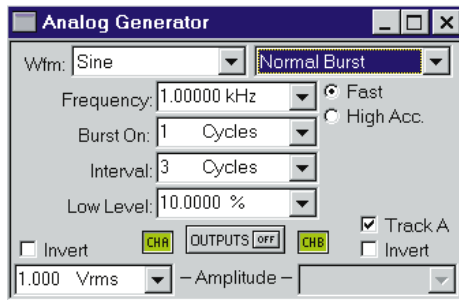 Analog Generator
Wfm: Sine Normal Burst
Frequency: 1.00000 kHz Fast
High Acc.
Burst On: 1 Cycles
Interval: 3 Cycles
Low Level: 10.0000 %
Track A
Invert CHA OUTPUTS OFF CHB Invert
1.000 Vrms – Amplitude –